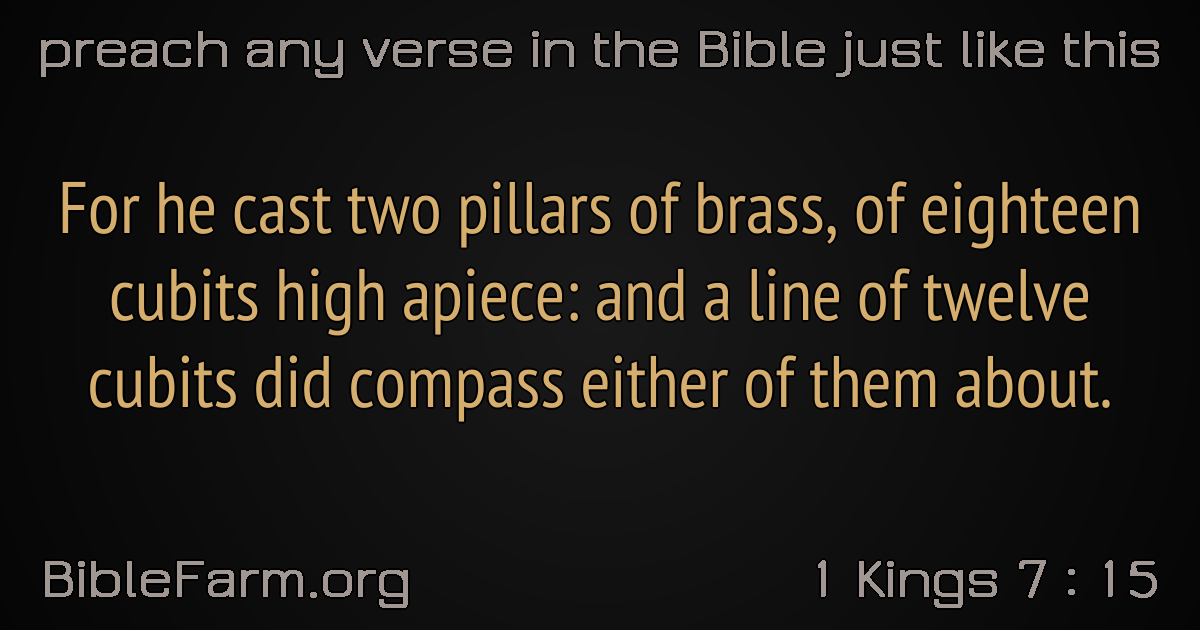 preach any verse in the Bible just like this
For he cast two pillars of brass, of eighteen
cubits high apiece: and a line of twelve
cubits did compass either of them about.
BibleFarm.org
1 Kings 7 : 15